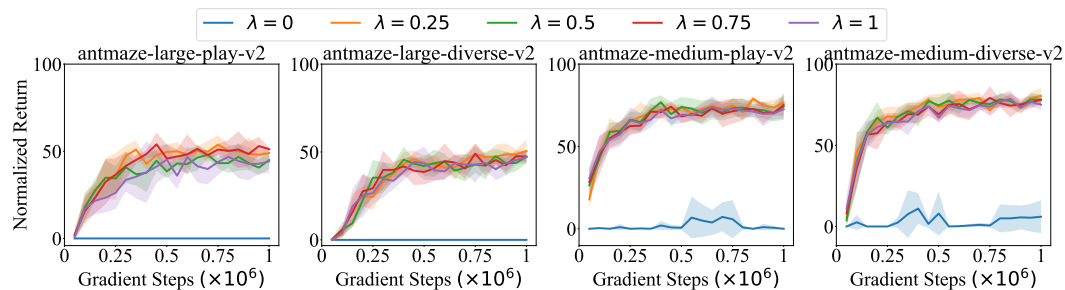 λ = 0 λ = 0.25 λ = 0.5 λ = 0.75 λ = 1
antmaze-large-play-v2 antmaze-large-diverse-v2 antmaze-medium-play-v2 antmaze-medium-diverse-v2
100 100 100 100
50 50 50 50
0 0 0 0
Normalized Return
0 0.25 0.5 0.75 1 0 0.25 0.5 0.75 1 0 0.25 0.5 0.75 1 0 0.25 0.5 0.75 1
Gradient Steps (×10⁶) Gradient Steps (×10⁶) Gradient Steps (×10⁶) Gradient Steps (×10⁶)